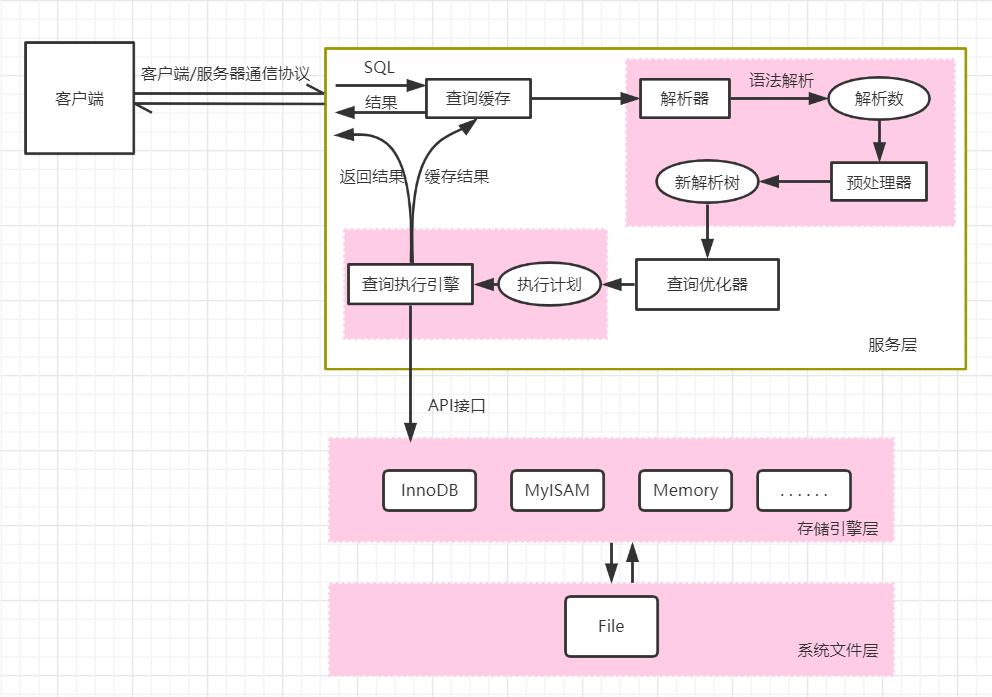 客户端
客户端/服务器通信协议
SQL
结果
查询缓存
解析器
语法解析
解析数
返回结果
缓存结果
新解析树
预处理器
查询执行引擎
执行计划
查询优化器
服务层
API接口
InnoDB
MyISAM
Memory
......
存储引擎层
File
系统文件层